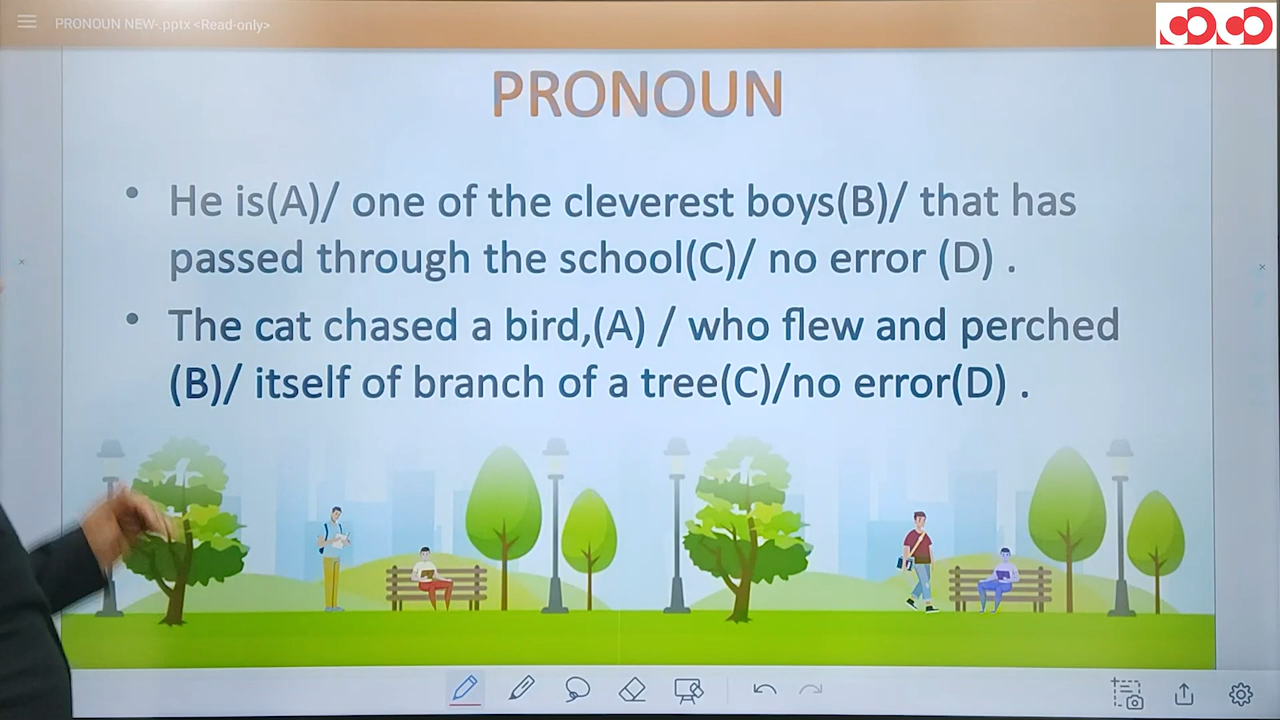 PRONOUN NEW-.pptx <Read-only>
PRONOUN
• He is(A)/ one of the cleverest boys(B)/ that has
passed through the school(C)/ no error (D) .
• The cat chased a bird,(A) / who flew and perched
(B)/ itself of branch of a tree(C)/no error(D) .